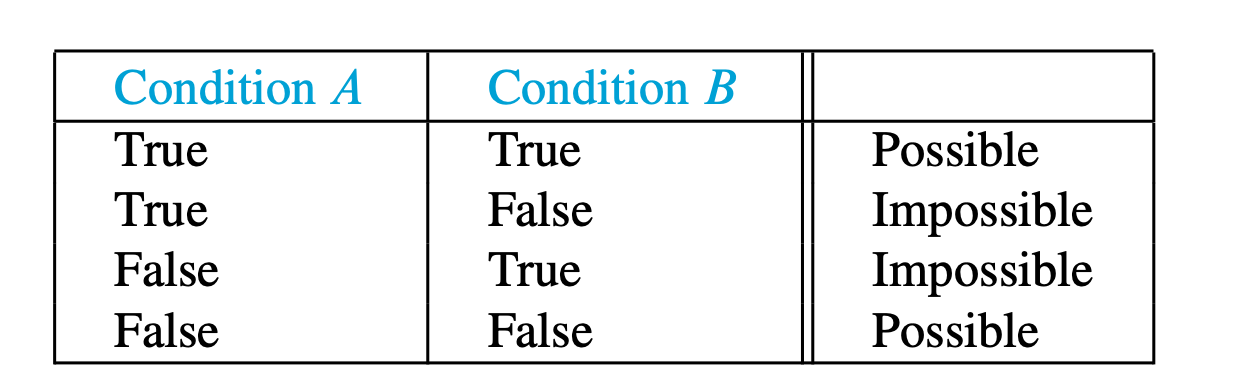 Condition A Condition B
True True Possible
True False Impossible
False True Impossible
False False Possible